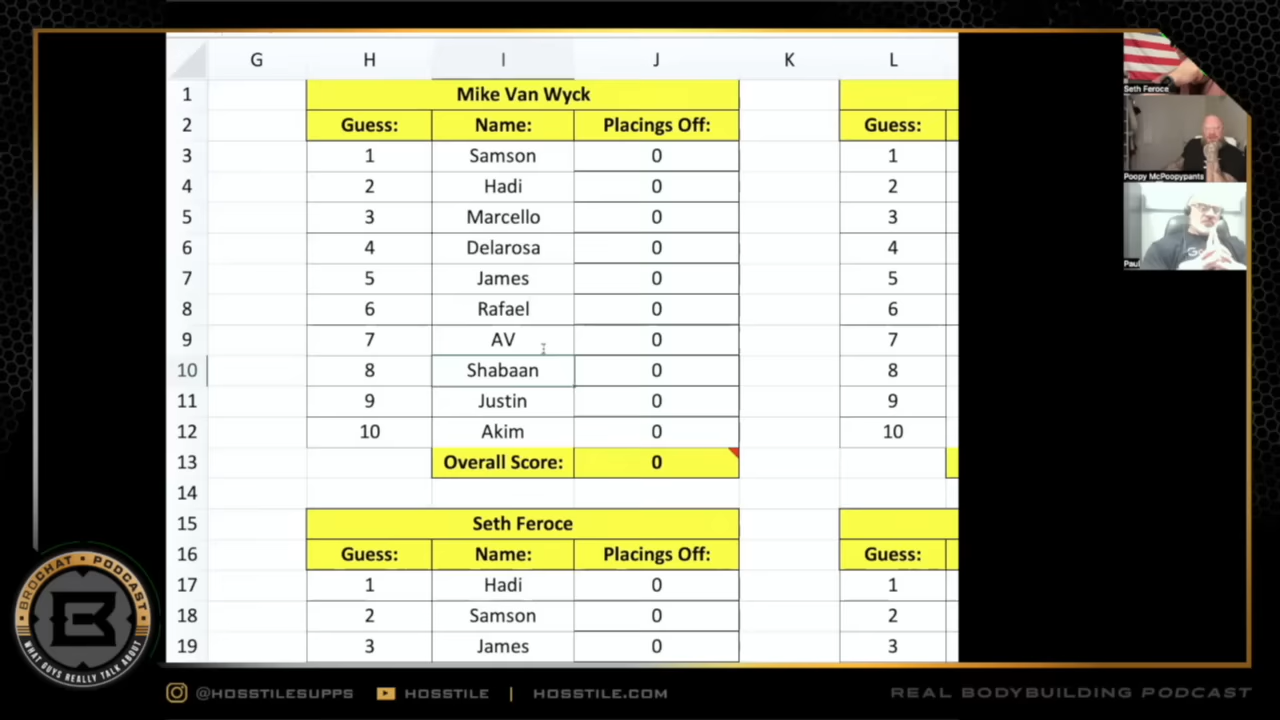 G H I J K L
1 Mike Van Wyck
2 Guess: Name: Placings Off: Guess:
3 1 Samson 0 1
4 2 Hadi 0 2
5 3 Marcello 0 3
6 4 Delarosa 0 4
7 5 James 0 5
8 6 Rafael 0 6
9 7 AV 0 7
10 8 Shabaan 0 8
11 9 Justin 0 9
12 10 Akim 0 10
13 Overall Score: 0
14
15 Seth Feroce
16 Guess: Name: Placings Off: Guess:
17 1 Hadi 0 1
18 2 Samson 0 2
19 3 James 0 3
Seth Feroce
Poopy McPoopypants
Paul
BROCHAT • PODCAST
B
WHAT GUYS REALLY TALK ABOUT
@HOSSTILESUPPS HOSSTILE | HOSSTILE.COM
REAL BODYBUILDING PODCAST